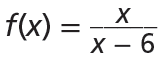 f(x) = x / (x − 6)